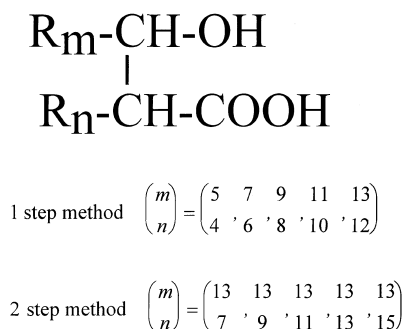 Rm-CH-OH
Rn-CH-COOH
1 step method (m n) = (5 4, 7 6, 9 8, 11 10, 13 12)
2 step method (m n) = (13 7, 13 9, 13 11, 13 13, 13 15)